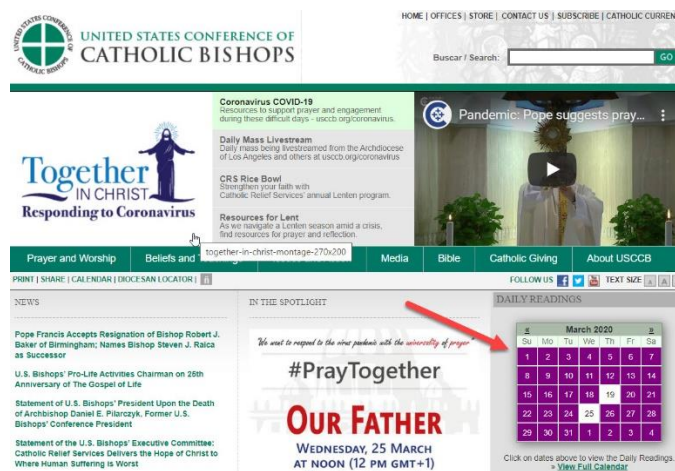 HOME | OFFICES | STORE | CONTACT US | SUBSCRIBE | CATHOLIC CURREN
UNITED STATES CONFERENCE OF
CATHOLIC BISHOPS
Buscar / Search:
GO
Coronavirus COVID-19
Resources to support prayer and engagement
during these difficult days - usccb.org/coronavirus.
Daily Mass Livestream
Daily mass being livestreamed from the Archdiocese
of Los Angeles and others at usccb.org/coronavirus
CRS Rice Bowl
Strengthen your faith with
Catholic Relief Services' annual Lenten program.
Resources for Lent
As we navigate a Lenten season amid a crisis,
find resources for prayer and reflection.
Together
IN CHRIST
Responding to Coronavirus
Pandemic: Pope suggests pray...
together-in-christ-montage-270x200
Prayer and Worship
Beliefs and
Media
Bible
Catholic Giving
About USCCB
PRINT | SHARE | CALENDAR | DIOCESAN LOCATOR |
FOLLOW US
TEXT SIZE A A
NEWS
Pope Francis Accepts Resignation of Bishop Robert J.
Baker of Birmingham; Names Bishop Steven J. Raica
as Successor
U.S. Bishops' Pro-Life Activities Chairman on 25th
Anniversary of The Gospel of Life
Statement of U.S. Bishops' President Upon the Death
of Archbishop Daniel E. Pilarczyk, Former U.S.
Bishops' Conference President
Statement of the U.S. Bishops' Executive Committee:
Catholic Relief Services Delivers the Hope of Christ to
Where Human Suffering is Worst
IN THE SPOTLIGHT
"We want to respond to the virus pandemic with the universality of prayer"
#PrayTogether
OUR FATHER
WEDNESDAY, 25 MARCH
AT NOON (12 PM GMT+1)
DAILY READINGS
« March 2020 »
Su Mo Tu We Th Fr Sa
1 2 3 4 5 6 7
8 9 10 11 12 13 14
15 16 17 18 19 20 21
22 23 24 25 26 27 28
29 30 31 1 2 3 4
Click on dates above to view the Daily Readings.
» View Full Calendar